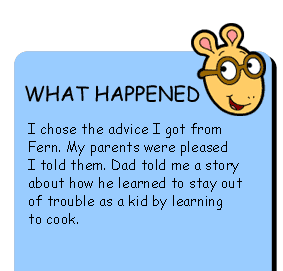 WHAT HAPPENED
I chose the advice I got from
Fern. My parents were pleased
I told them. Dad told me a story
about how he learned to stay out
of trouble as a kid by learning
to cook.